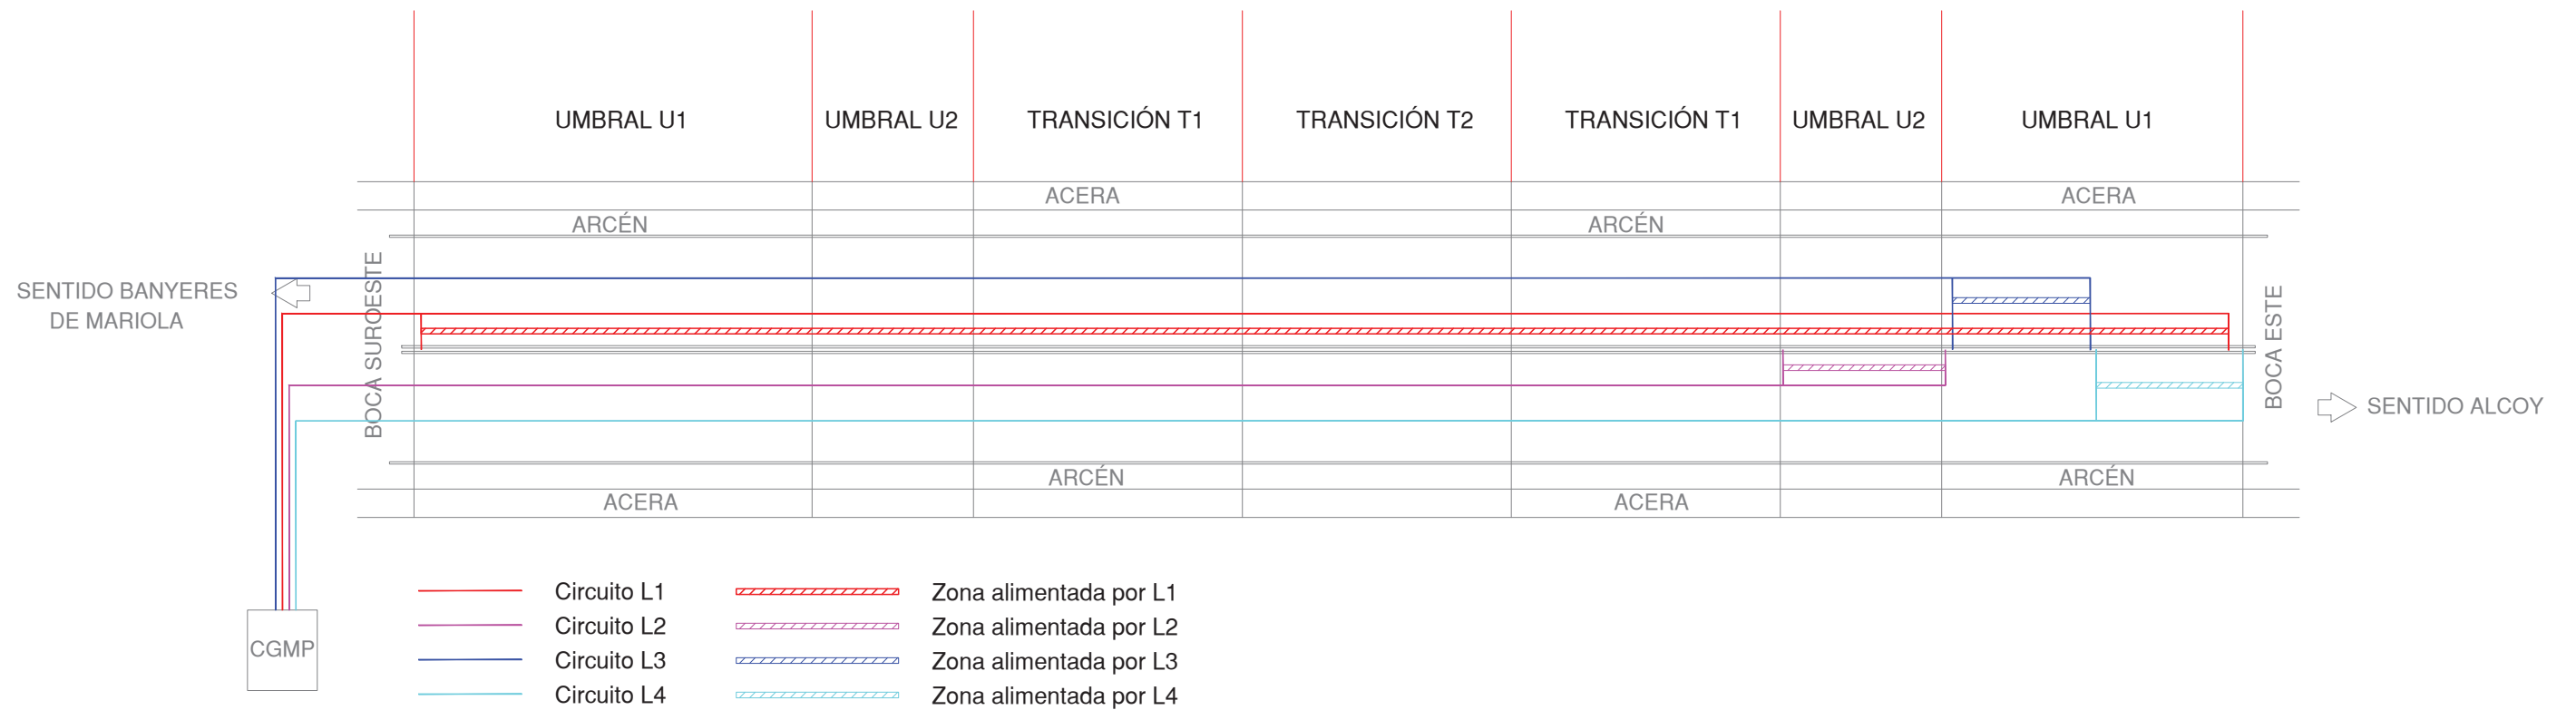 UMBRAL U1
UMBRAL U2
TRANSICIÓN T1
TRANSICIÓN T2
TRANSICIÓN T1
UMBRAL U2
UMBRAL U1
ACERA
ACERA
ARCÉN
ARCÉN
SENTIDO BANYERES
DE MARIOLA
BOCA SUROESTE
BOCA ESTE
SENTIDO ALCOY
ARCÉN
ARCÉN
ACERA
ACERA
CGMP
Circuito L1
Zona alimentada por L1
Circuito L2
Zona alimentada por L2
Circuito L3
Zona alimentada por L3
Circuito L4
Zona alimentada por L4